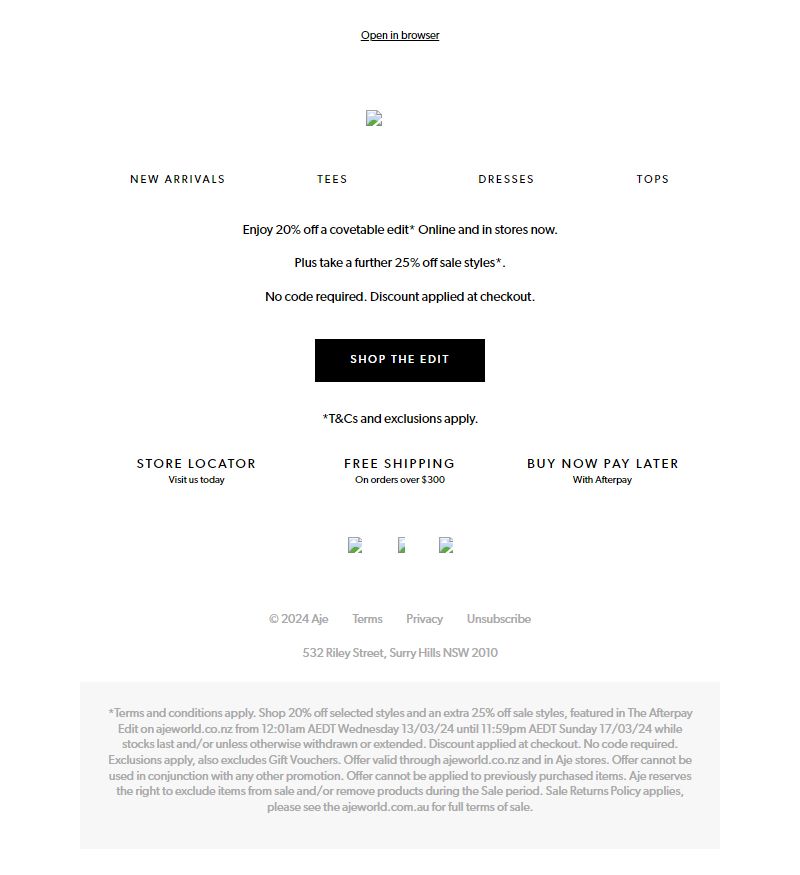 Open in browser
NEW ARRIVALS TEES DRESSES TOPS
Enjoy 20% off a covetable edit* Online and in stores now.
Plus take a further 25% off sale styles*.
No code required. Discount applied at checkout.
SHOP THE EDIT
*T&Cs and exclusions apply.
STORE LOCATOR FREE SHIPPING BUY NOW PAY LATER
Visit us today On orders over $300 With Afterpay
© 2024 Aje Terms Privacy Unsubscribe
532 Riley Street, Surry Hills NSW 2010
*Terms and conditions apply. Shop 20% off selected styles and an extra 25% off sale styles, featured in The Afterpay
Edit on ajeworld.co.nz from 12:01am AEDT Wednesday 13/03/24 until 11:59pm AEDT Sunday 17/03/24 while
stocks last and/or unless otherwise withdrawn or extended. Discount applied at checkout. No code required.
Exclusions apply, also excludes Gift Vouchers. Offer valid through ajeworld.co.nz and in Aje stores. Offer cannot be
used in conjunction with any other promotion. Offer cannot be applied to previously purchased items. Aje reserves
the right to exclude items from sale and/or remove products during the Sale period. Sale Returns Policy applies,
please see the ajeworld.com.au for full terms of sale.